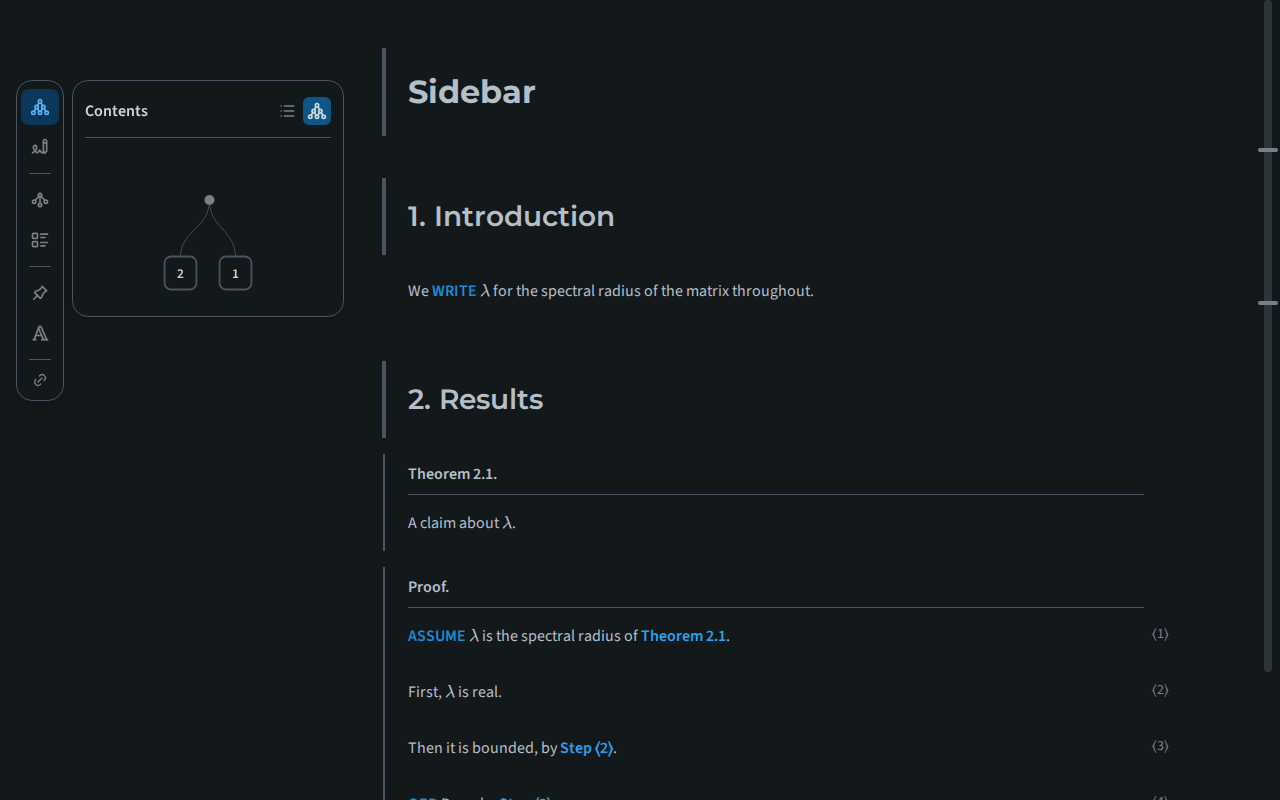 Contents
2 1
Sidebar
1. Introduction
We WRITE λ for the spectral radius of the matrix throughout.
2. Results
Theorem 2.1.
A claim about λ.
Proof.
ASSUME λ is the spectral radius of Theorem 2.1. ⟨1⟩
First, λ is real. ⟨2⟩
Then it is bounded, by Step ⟨2⟩. ⟨3⟩